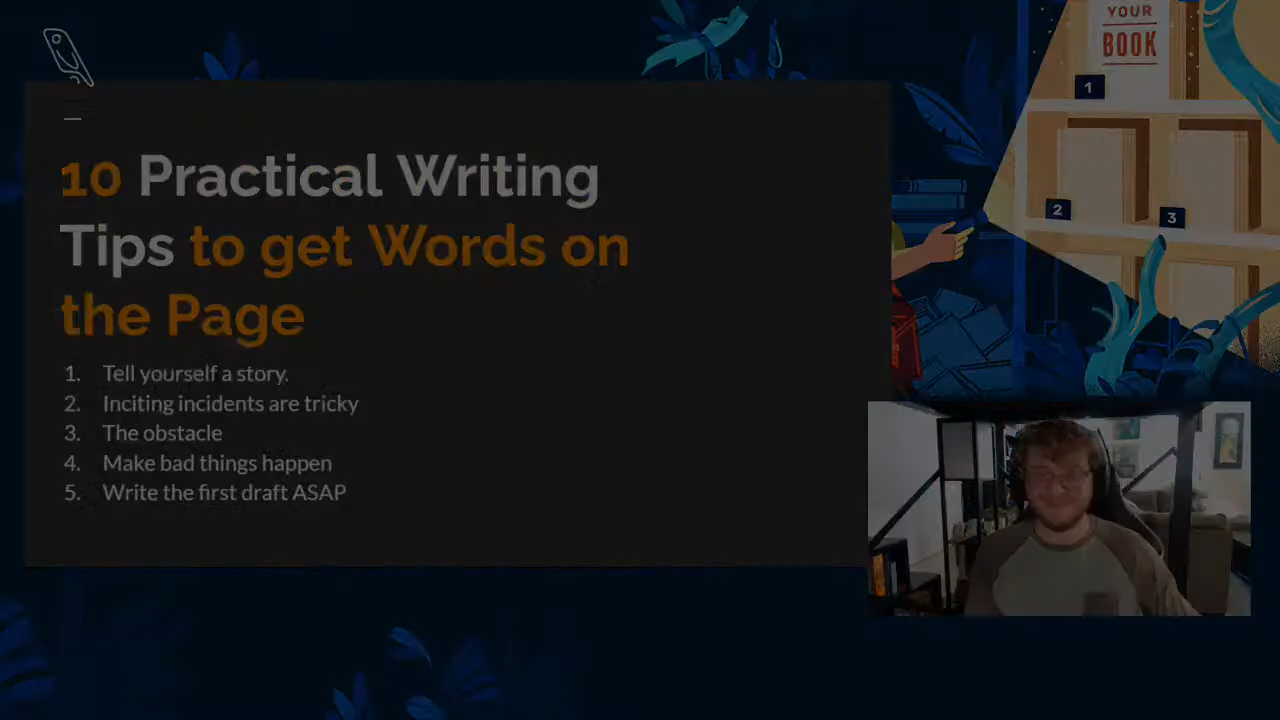 10 Practical Writing
Tips to get Words on
the Page
1. Tell yourself a story.
2. Inciting incidents are tricky
3. The obstacle
4. Make bad things happen
5. Write the first draft ASAP
YOUR
BOOK
1
2
3